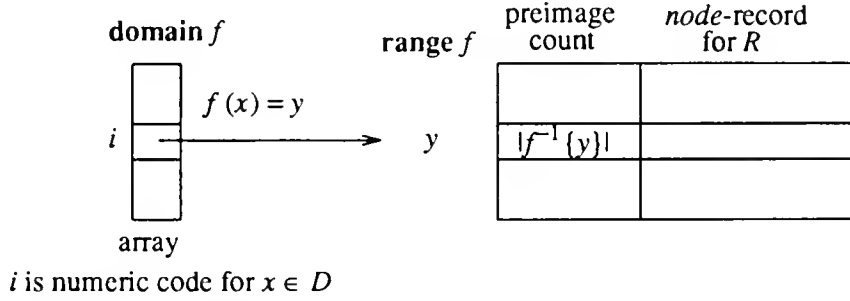 domain f
range f
preimage
count
node-record
for R
f (x) = y
i
y
|f⁻¹ {y}|
array
i is numeric code for x ∈ D